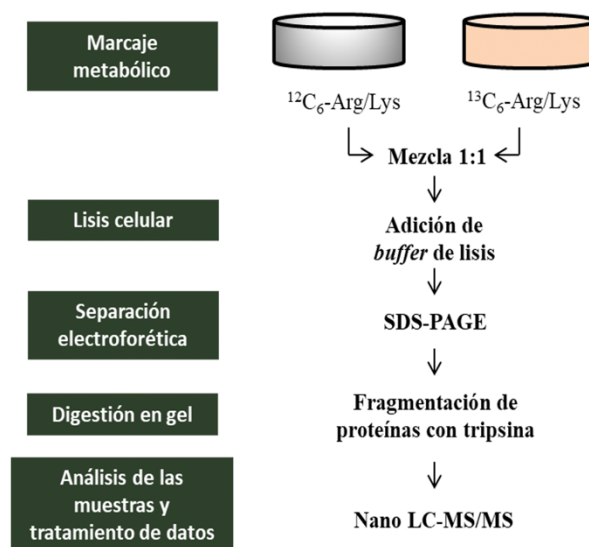 Marcaje
metabólico
¹²C₆-Arg/Lys
¹³C₆-Arg/Lys
Mezcla 1:1
Lisis celular
Adición de
buffer de lisis
Separación
electroforética
SDS-PAGE
Digestión en gel
Fragmentación de
proteínas con tripsina
Análisis de las
muestras y
tratamiento de datos
Nano LC-MS/MS